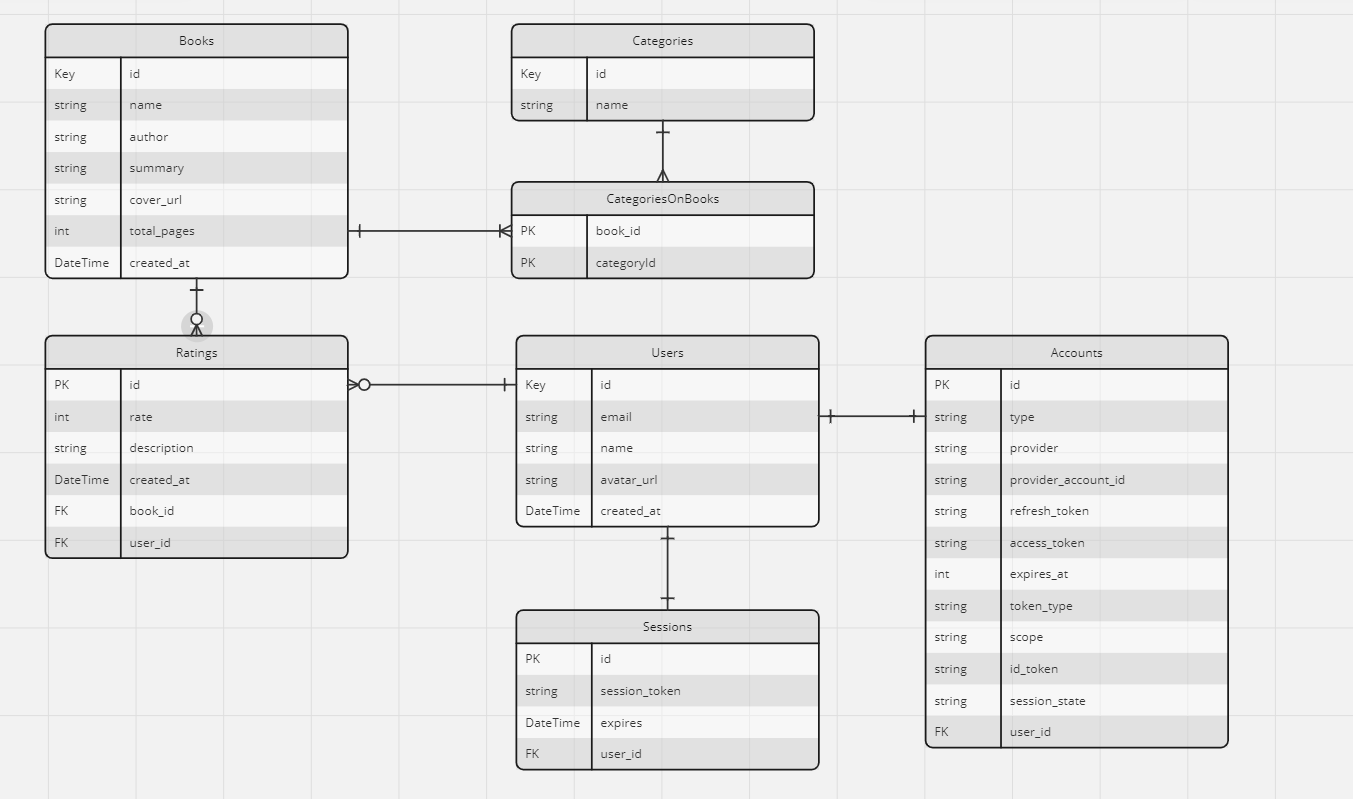 Books
Key id
string name
string author
string summary
string cover_url
int total_pages
DateTime created_at
Categories
Key id
string name
CategoriesOnBooks
PK book_id
PK categoryId
Ratings
PK id
int rate
string description
DateTime created_at
FK book_id
FK user_id
Users
Key id
string email
string name
string avatar_url
DateTime created_at
Accounts
PK id
string type
string provider
string provider_account_id
string refresh_token
string access_token
int expires_at
string token_type
string scope
string id_token
string session_state
FK user_id
Sessions
PK id
string session_token
DateTime expires
FK user_id